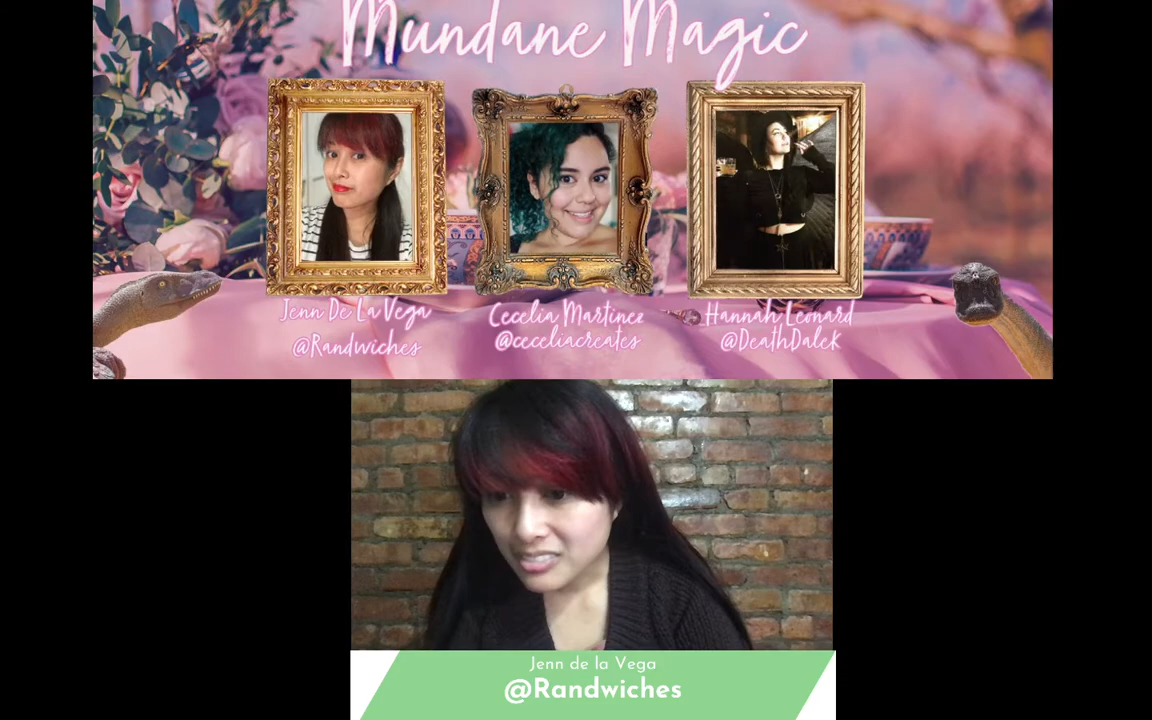 Mundane Magic
Jenn De La Vega
@Randwiches
Cecelia Martinez
@ceceliacreates
Hannah Leonard
@DeathDalek
Jenn de la Vega
@Randwiches